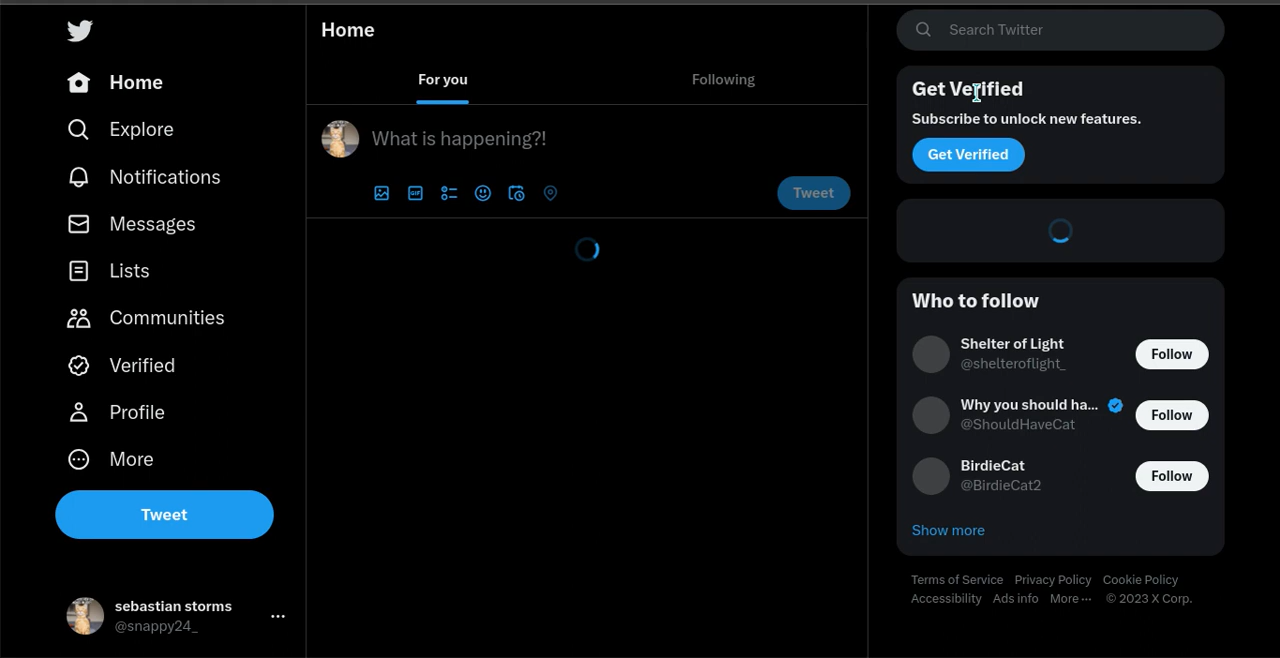 Home
Explore
Notifications
Messages
Lists
Communities
Verified
Profile
More
Tweet
sebastian storms
@snappy24_
Home
For you
Following
What is happening?!
GIF
Tweet
Search Twitter
Get Verified
Subscribe to unlock new features.
Get Verified
Who to follow
Shelter of Light
@shelteroflight_
Follow
Why you should ha...
@ShouldHaveCat
Follow
BirdieCat
@BirdieCat2
Follow
Show more
Terms of Service Privacy Policy Cookie Policy
Accessibility Ads info More ··· © 2023 X Corp.